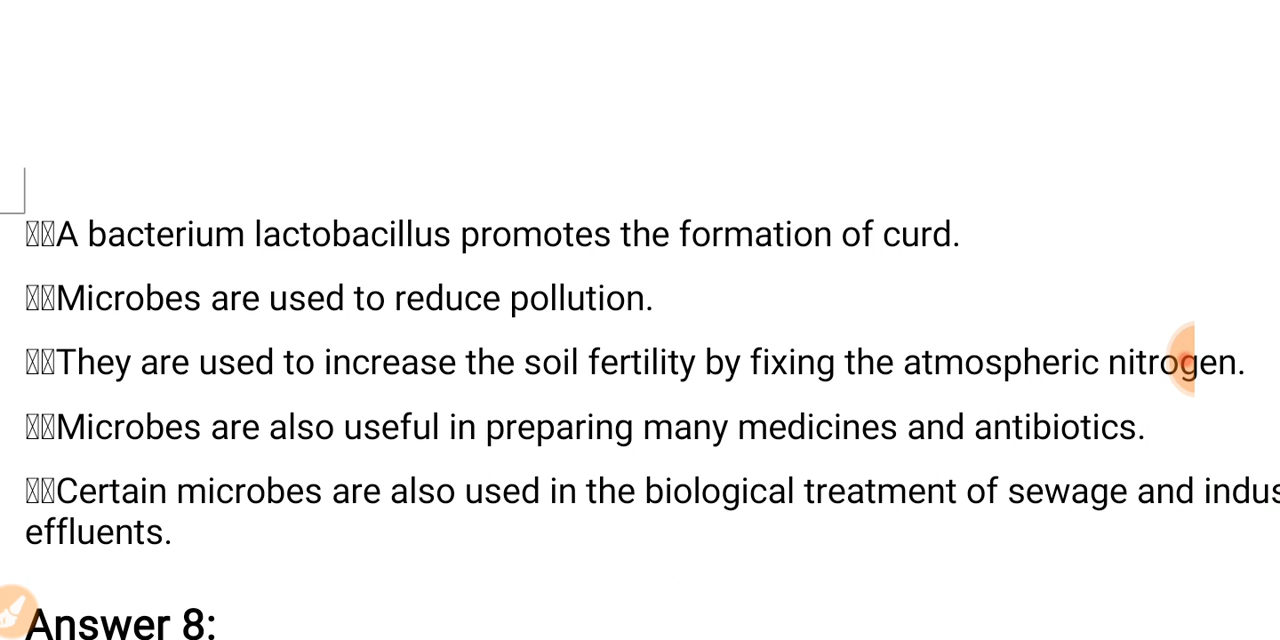 A bacterium lactobacillus promotes the formation of curd.
Microbes are used to reduce pollution.
They are used to increase the soil fertility by fixing the atmospheric nitrogen.
Microbes are also useful in preparing many medicines and antibiotics.
Certain microbes are also used in the biological treatment of sewage and indus
effluents.
Answer 8: